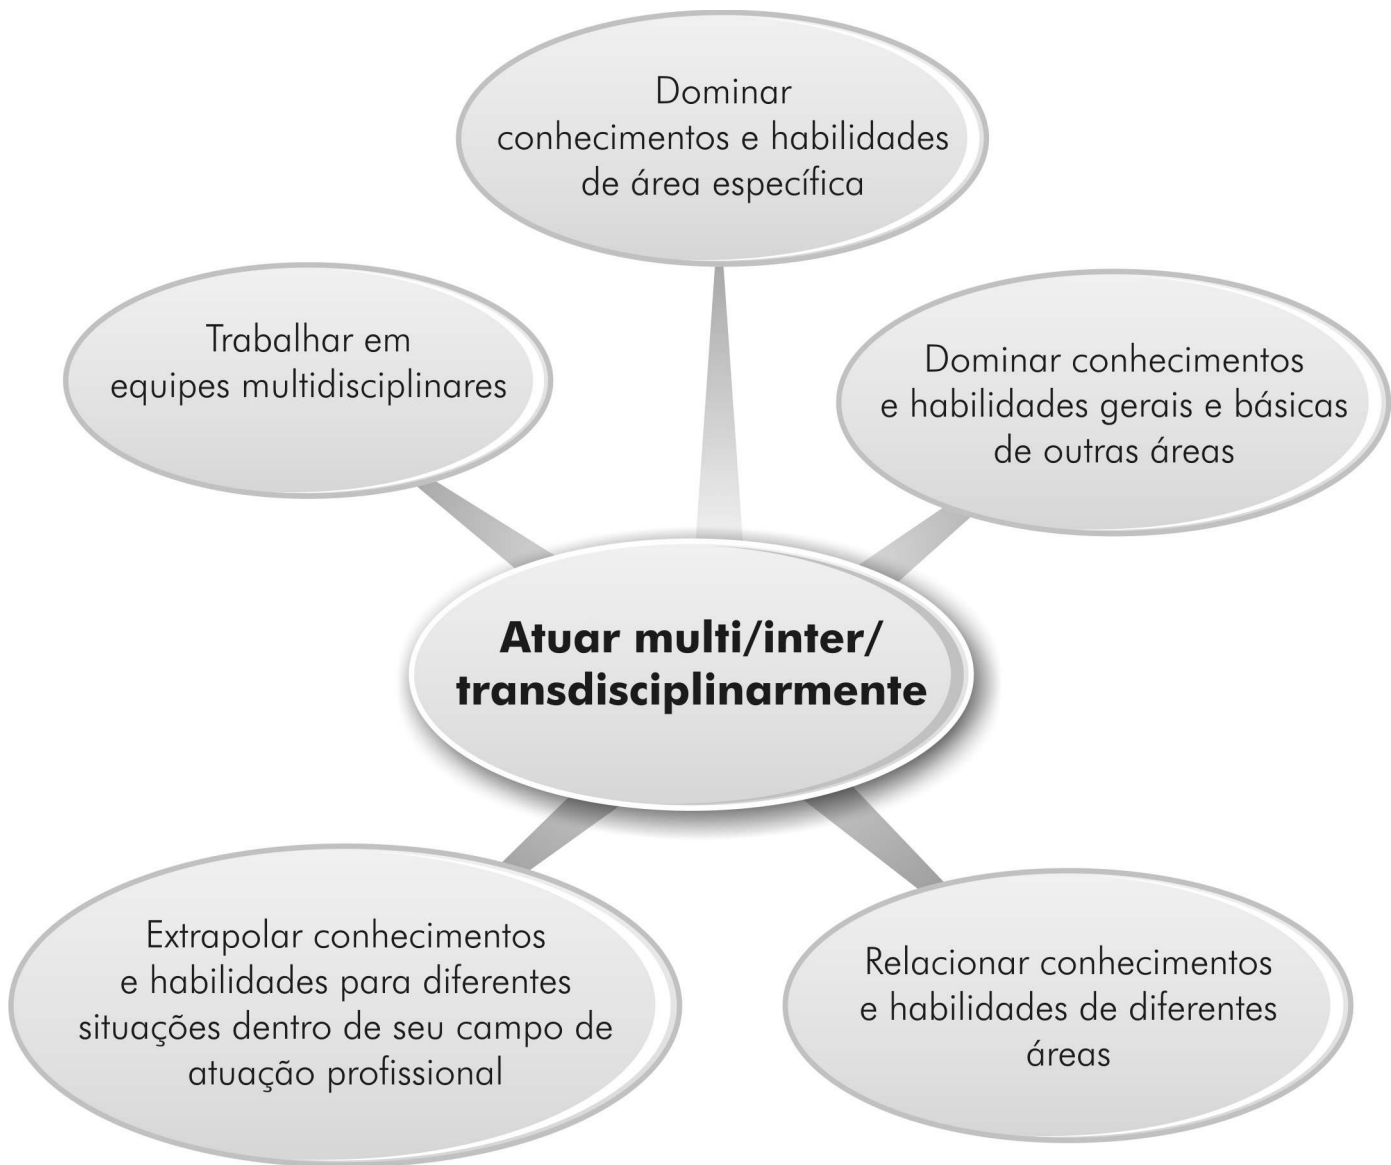 Dominar
conhecimentos e habilidades
de área específica
Trabalhar em
equipes multidisciplinares
Dominar conhecimentos
e habilidades gerais e básicas
de outras áreas
Atuar multi/inter/
transdisciplinarmente
Extrapolar conhecimentos
e habilidades para diferentes
situações dentro de seu campo de
atuação profissional
Relacionar conhecimentos
e habilidades de diferentes
áreas